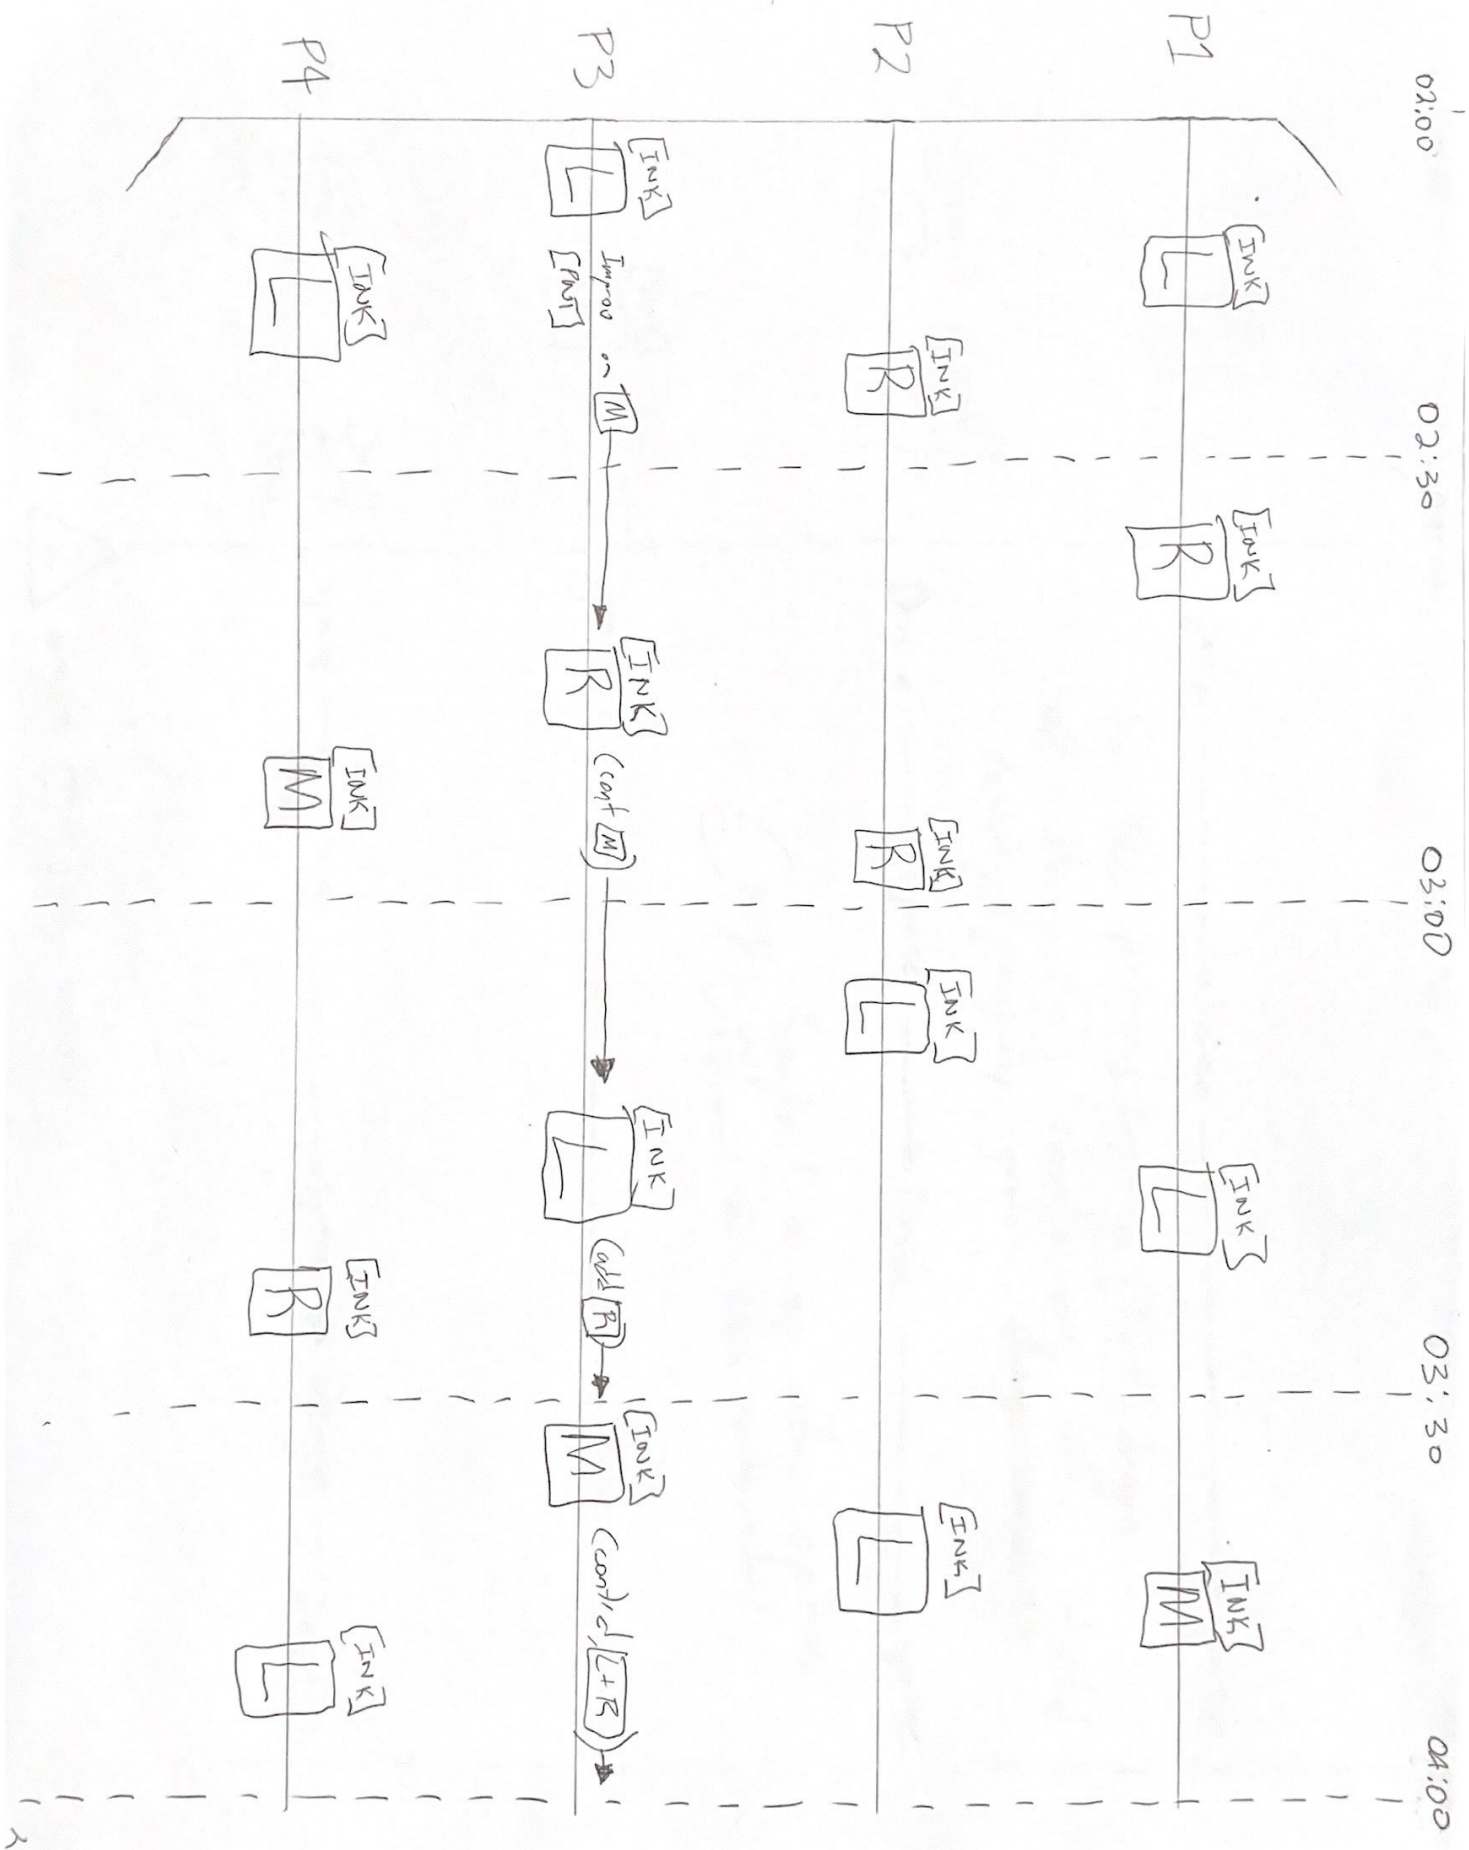 02:00 02:30 03:00 03:30 04:00
P1
[INK] [INK] [INK] [INK]
L R L M
P2
[INK] [INK] [INK] [INK]
R R L L
P3
[INK] [INK] [INK] [INK]
L Improv on M R (cont M) L (add R) M (cont'd, L+R)
[PNT]
P4
[INK] [INK] [INK] [INK]
L M R L